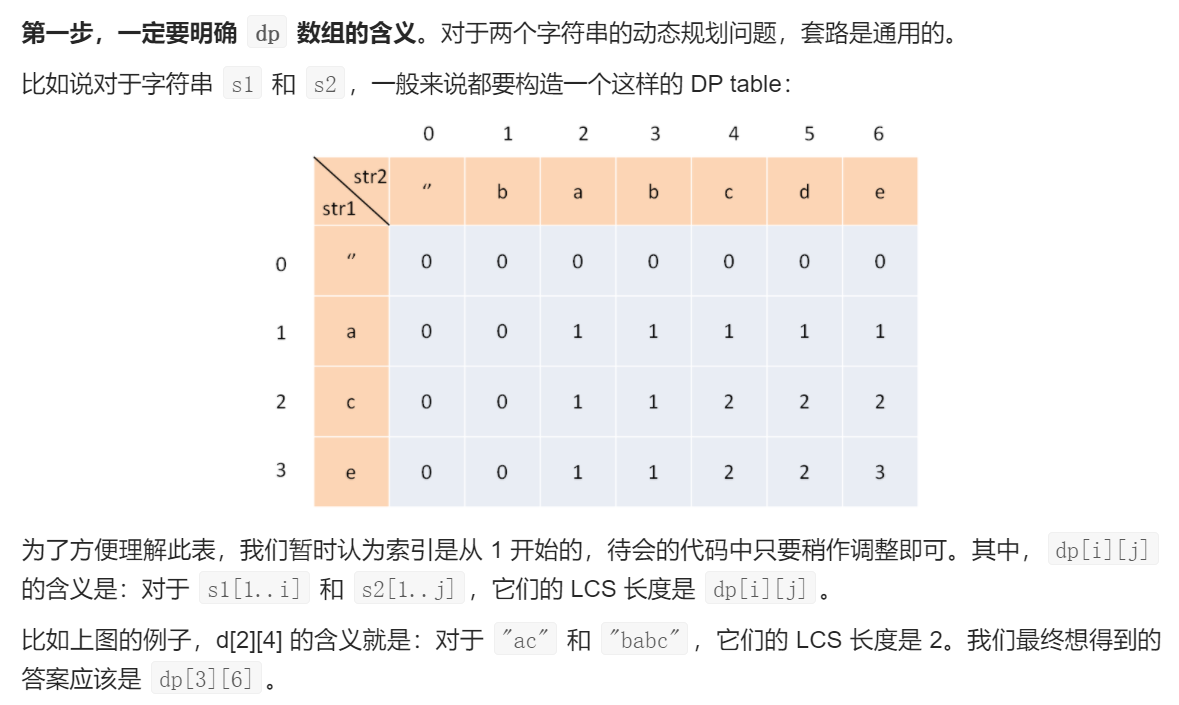 第一步，一定要明确 dp 数组的含义。对于两个字符串的动态规划问题，套路是通用的。
比如说对于字符串 s1 和 s2，一般来说都要构造一个这样的 DP table：
0 1 2 3 4 5 6
str2
str1
‘’ b a b c d e
0 ‘’ 0 0 0 0 0 0 0
1 a 0 0 1 1 1 1 1
2 c 0 0 1 1 2 2 2
3 e 0 0 1 1 2 2 3
为了方便理解此表，我们暂时认为索引是从 1 开始的，待会的代码中只要稍作调整即可。其中，dp[i][j]
的含义是：对于 s1[1..i] 和 s2[1..j]，它们的 LCS 长度是 dp[i][j]。
比如上图的例子，d[2][4] 的含义就是：对于 "ac" 和 "babc"，它们的 LCS 长度是 2。我们最终想得到的
答案应该是 dp[3][6]。